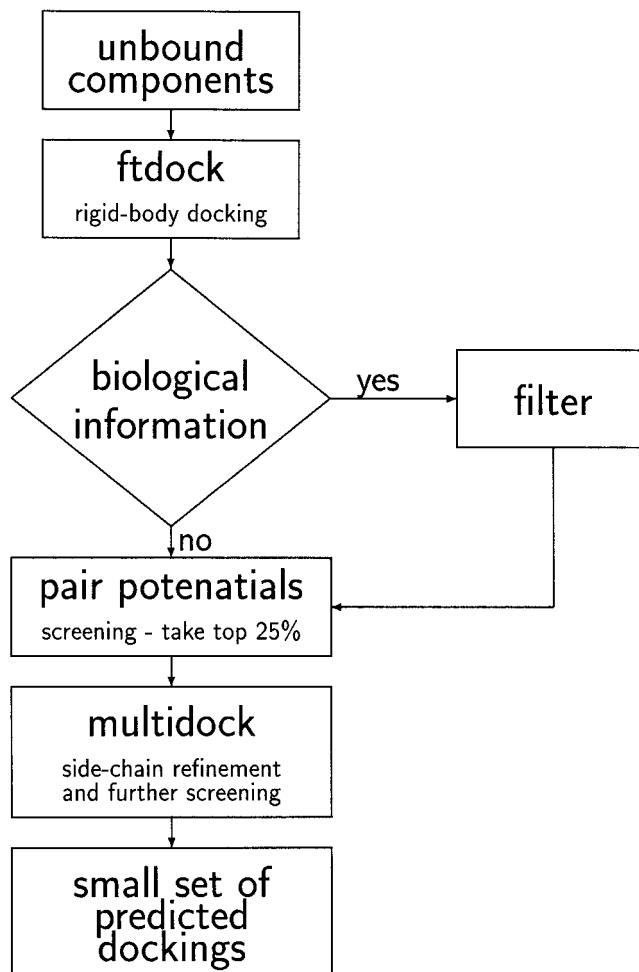 unbound
components
ftdock
rigid-body docking
biological
information
yes
filter
no
pair potenatials
screening - take top 25%
multidock
side-chain refinement
and further screening
small set of
predicted
dockings